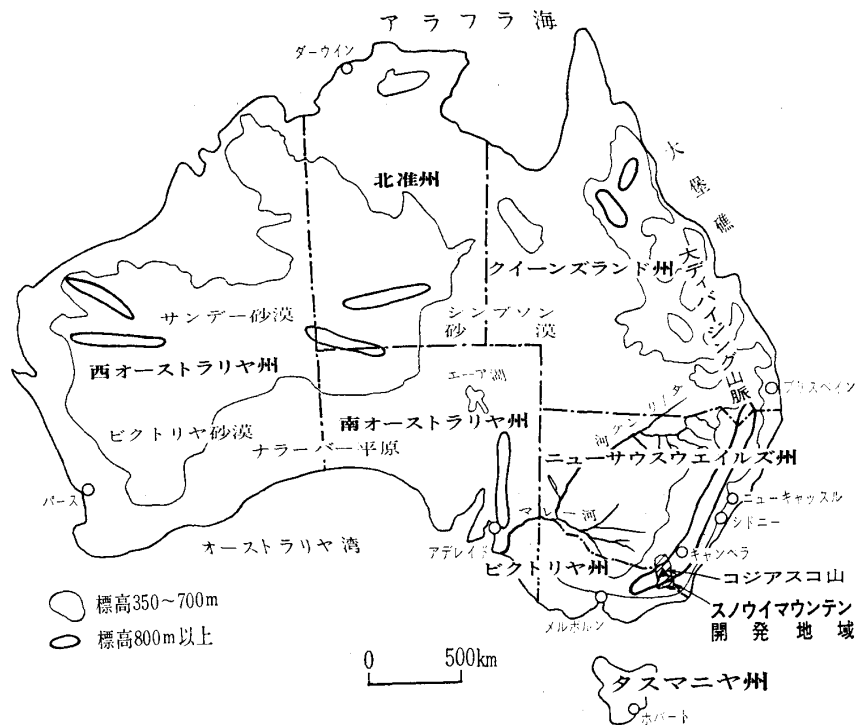 アラフラ海
ダーウイン
北准州
大堡礁
クイーンズランド州
大ディバイジング山脈
サンデー砂漠
シンプソン
砂漠
西オーストラリヤ州
エーア湖
南オーストラリヤ州
ブリスベイン
ダーリング河
ビクトリヤ砂漠
ナラーバー平原
ニューサウスウエイルズ州
パース
ニューキャッスル
シドニー
マレー河
オーストラリヤ湾
アデレイド
キャンベラ
ビクトリヤ州
コジアスコ山
スノウイマウンテン
開発地域
メルボルン
標高350~700m
標高800m以上
0 500km
タスマニヤ州
ホバート